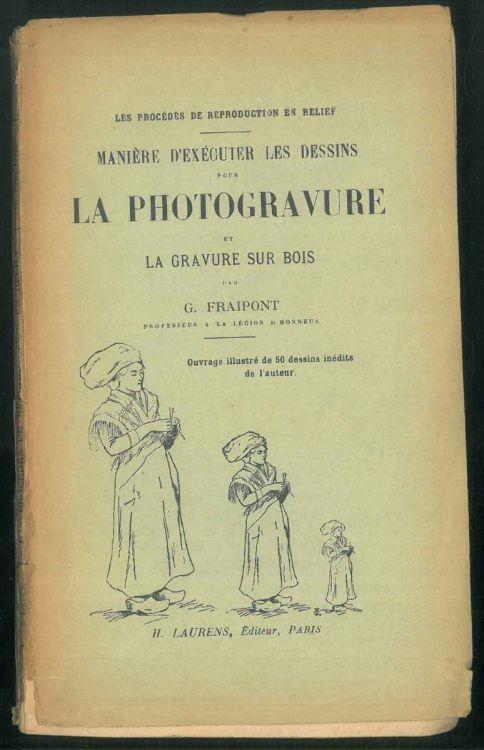 LES PROCÉDÉS DE REPRODUCTION EN RELIEF
MANIÈRE D'EXÉCUTER LES DESSINS
POUR
LA PHOTOGRAVURE
ET
LA GRAVURE SUR BOIS
PAR
G. FRAIPONT
PROFESSEUR A LA LÉGION D'HONNEUR
Ouvrage illustré de 50 dessins inédits
de l'auteur.
H. LAURENS, Éditeur, PARIS